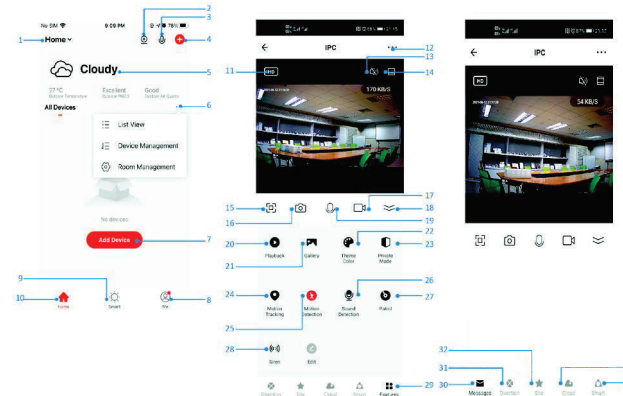 No SIM
9:09 PM
78%
Home
2
3
1
4
Cloudy
5
27°C
Excellent
Good
6
All Devices
List View
Device Management
Room Management
No devices
Add Device
7
9
10
8
Home
Smart
Me
IPC
12
13
11
HD
14
170 KB/S
15
16
17
18
19
20
21
22
23
Playback
Gallery
Theme
Color
Private
Mode
24
25
26
27
Motion
Tracking
Motion
Detection
Sound
Detection
Patrol
28
Siren
Edit
29
Direction
Site
Cloud
Smart
Features
IPC
HD
54 KB/S
32
31
30
Messages
Direction
Site
Cloud
Smart